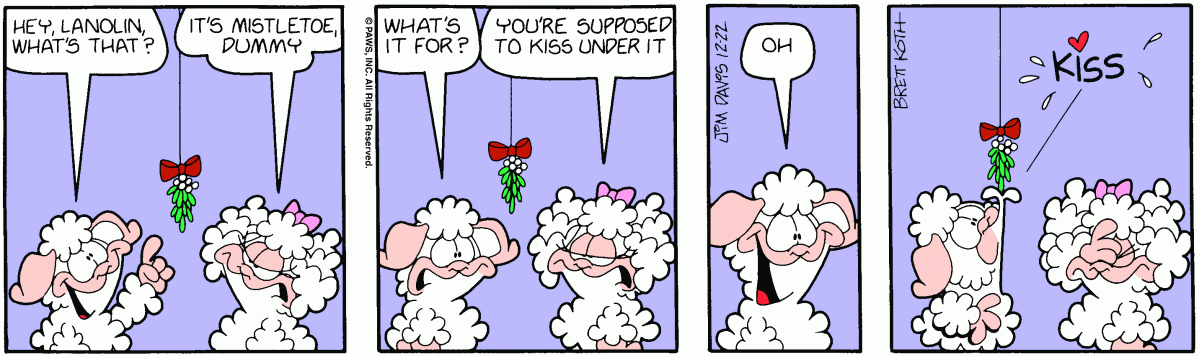 HEY, LANOLIN,
WHAT'S THAT?
IT'S MISTLETOE,
DUMMY
© PAWS, INC. All Rights Reserved.
WHAT'S
IT FOR?
YOU'RE SUPPOSED
TO KISS UNDER IT
JIM DAVIS 12·22
OH
BRETT KOTH
KISS